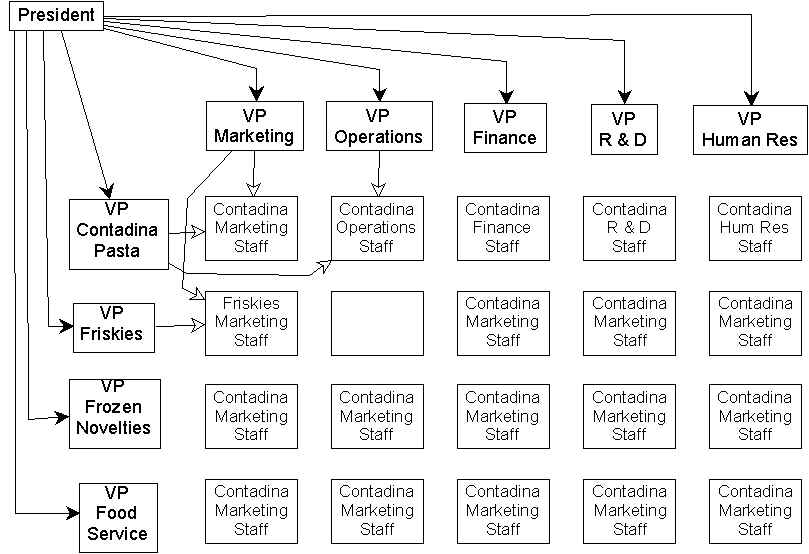 President
VP
Marketing
VP
Operations
VP
Finance
VP
R & D
VP
Human Res
VP
Contadina
Pasta
Contadina
Marketing
Staff
Contadina
Operations
Staff
Contadina
Finance
Staff
Contadina
R & D
Staff
Contadina
Hum Res
Staff
VP
Friskies
Friskies
Marketing
Staff
Contadina
Marketing
Staff
Contadina
Marketing
Staff
Contadina
Marketing
Staff
VP
Frozen
Novelties
Contadina
Marketing
Staff
Contadina
Marketing
Staff
Contadina
Marketing
Staff
Contadina
Marketing
Staff
Contadina
Marketing
Staff
VP
Food
Service
Contadina
Marketing
Staff
Contadina
Marketing
Staff
Contadina
Marketing
Staff
Contadina
Marketing
Staff
Contadina
Marketing
Staff